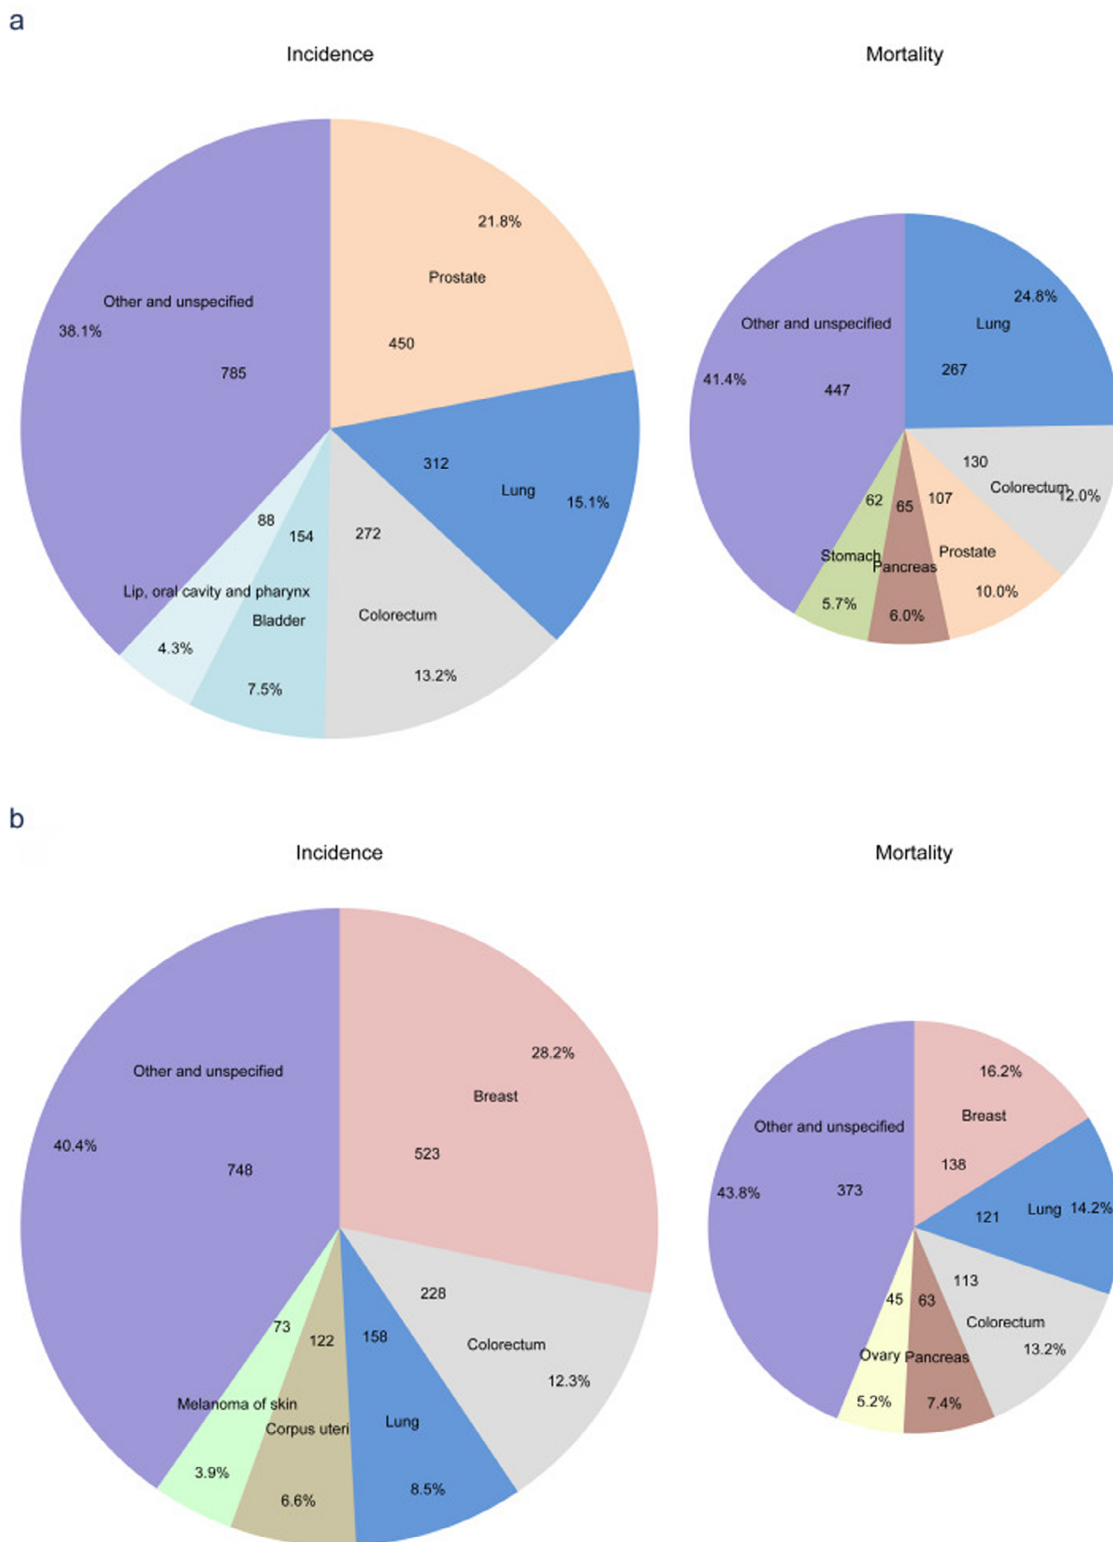 a
Incidence
Mortality
21.8%
Prostate
450
Other and unspecified
38.1%
785
312
Lung
15.1%
88
154
272
Lip, oral cavity and pharynx
Bladder
Colorectum
4.3%
7.5%
13.2%
24.8%
Lung
267
Other and unspecified
41.4%
447
130
Colorectum
12.0%
62
65
107
Stomach
Pancreas
Prostate
5.7%
6.0%
10.0%
b
Incidence
Mortality
28.2%
Breast
523
Other and unspecified
40.4%
748
228
Colorectum
12.3%
73
122
158
Melanoma of skin
Corpus uteri
Lung
3.9%
6.6%
8.5%
16.2%
Breast
138
Other and unspecified
43.8%
373
121
Lung
14.2%
113
Colorectum
13.2%
45
63
Ovary
Pancreas
5.2%
7.4%